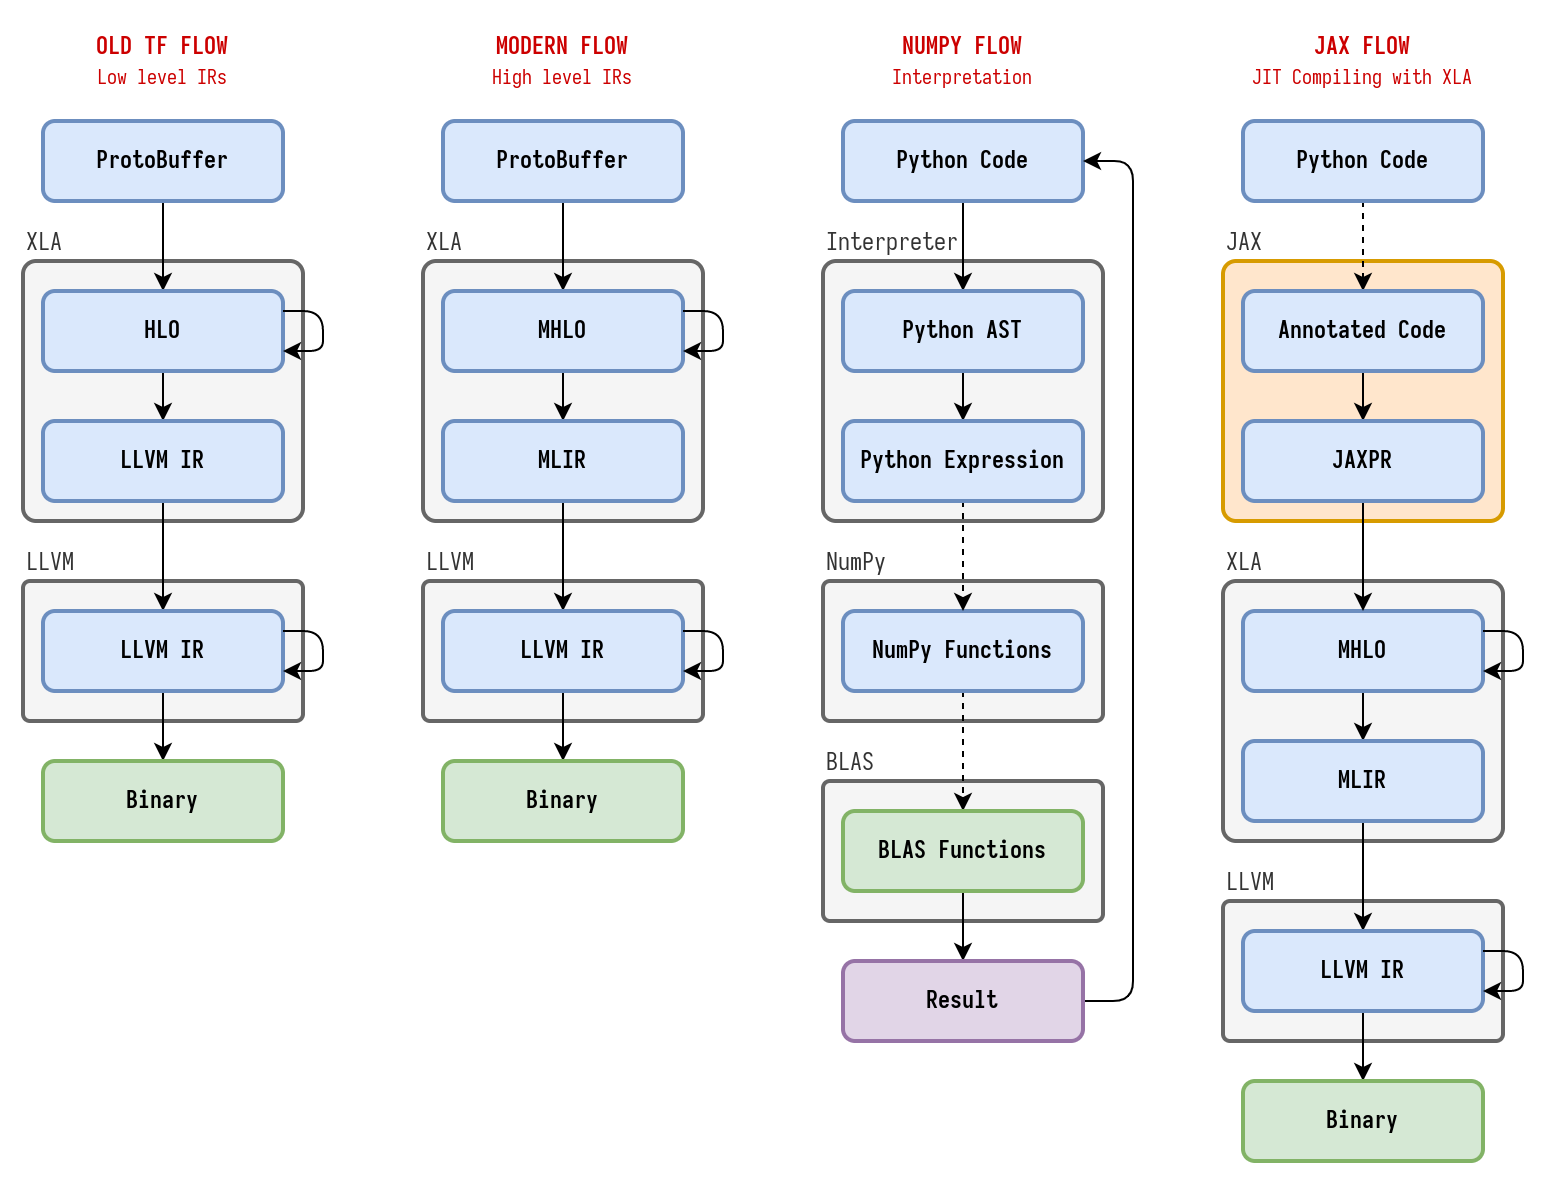 OLD TF FLOW
Low level IRs
ProtoBuffer
XLA
HLO
LLVM IR
LLVM
LLVM IR
Binary
MODERN FLOW
High level IRs
ProtoBuffer
XLA
MHLO
MLIR
LLVM
LLVM IR
Binary
NUMPY FLOW
Interpretation
Python Code
Interpreter
Python AST
Python Expression
NumPy
NumPy Functions
BLAS
BLAS Functions
Result
JAX FLOW
JIT Compiling with XLA
Python Code
JAX
Annotated Code
JAXPR
XLA
MHLO
MLIR
LLVM
LLVM IR
Binary